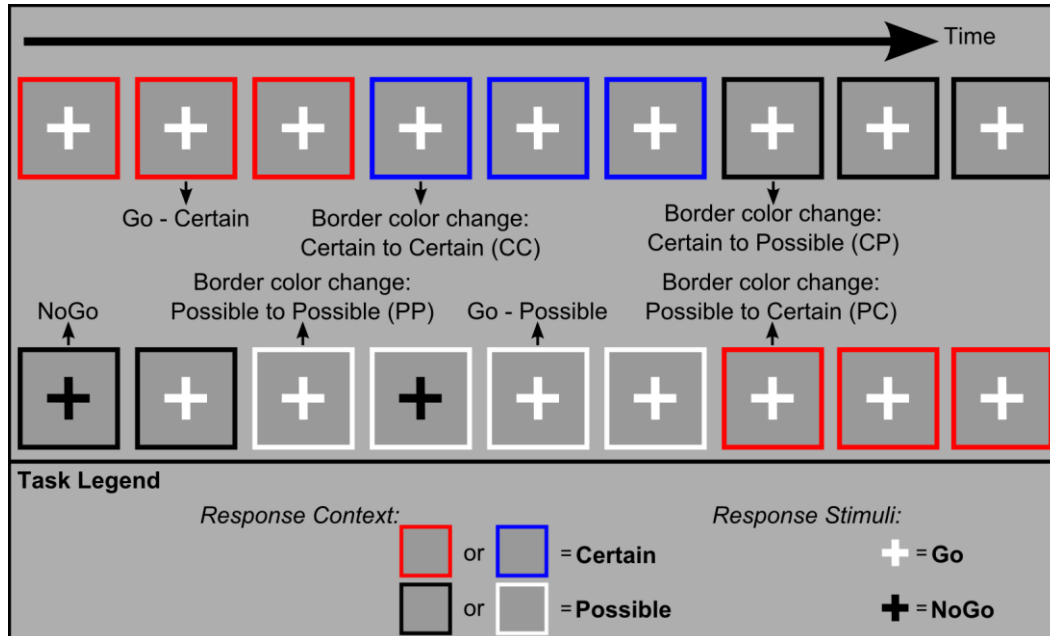 Time
Go - Certain
Border color change:
Certain to Certain (CC)
Border color change:
Certain to Possible (CP)
NoGo
Border color change:
Possible to Possible (PP)
Go - Possible
Border color change:
Possible to Certain (PC)
Task Legend
Response Context:
Response Stimuli:
or = Certain
= Go
or = Possible
= NoGo